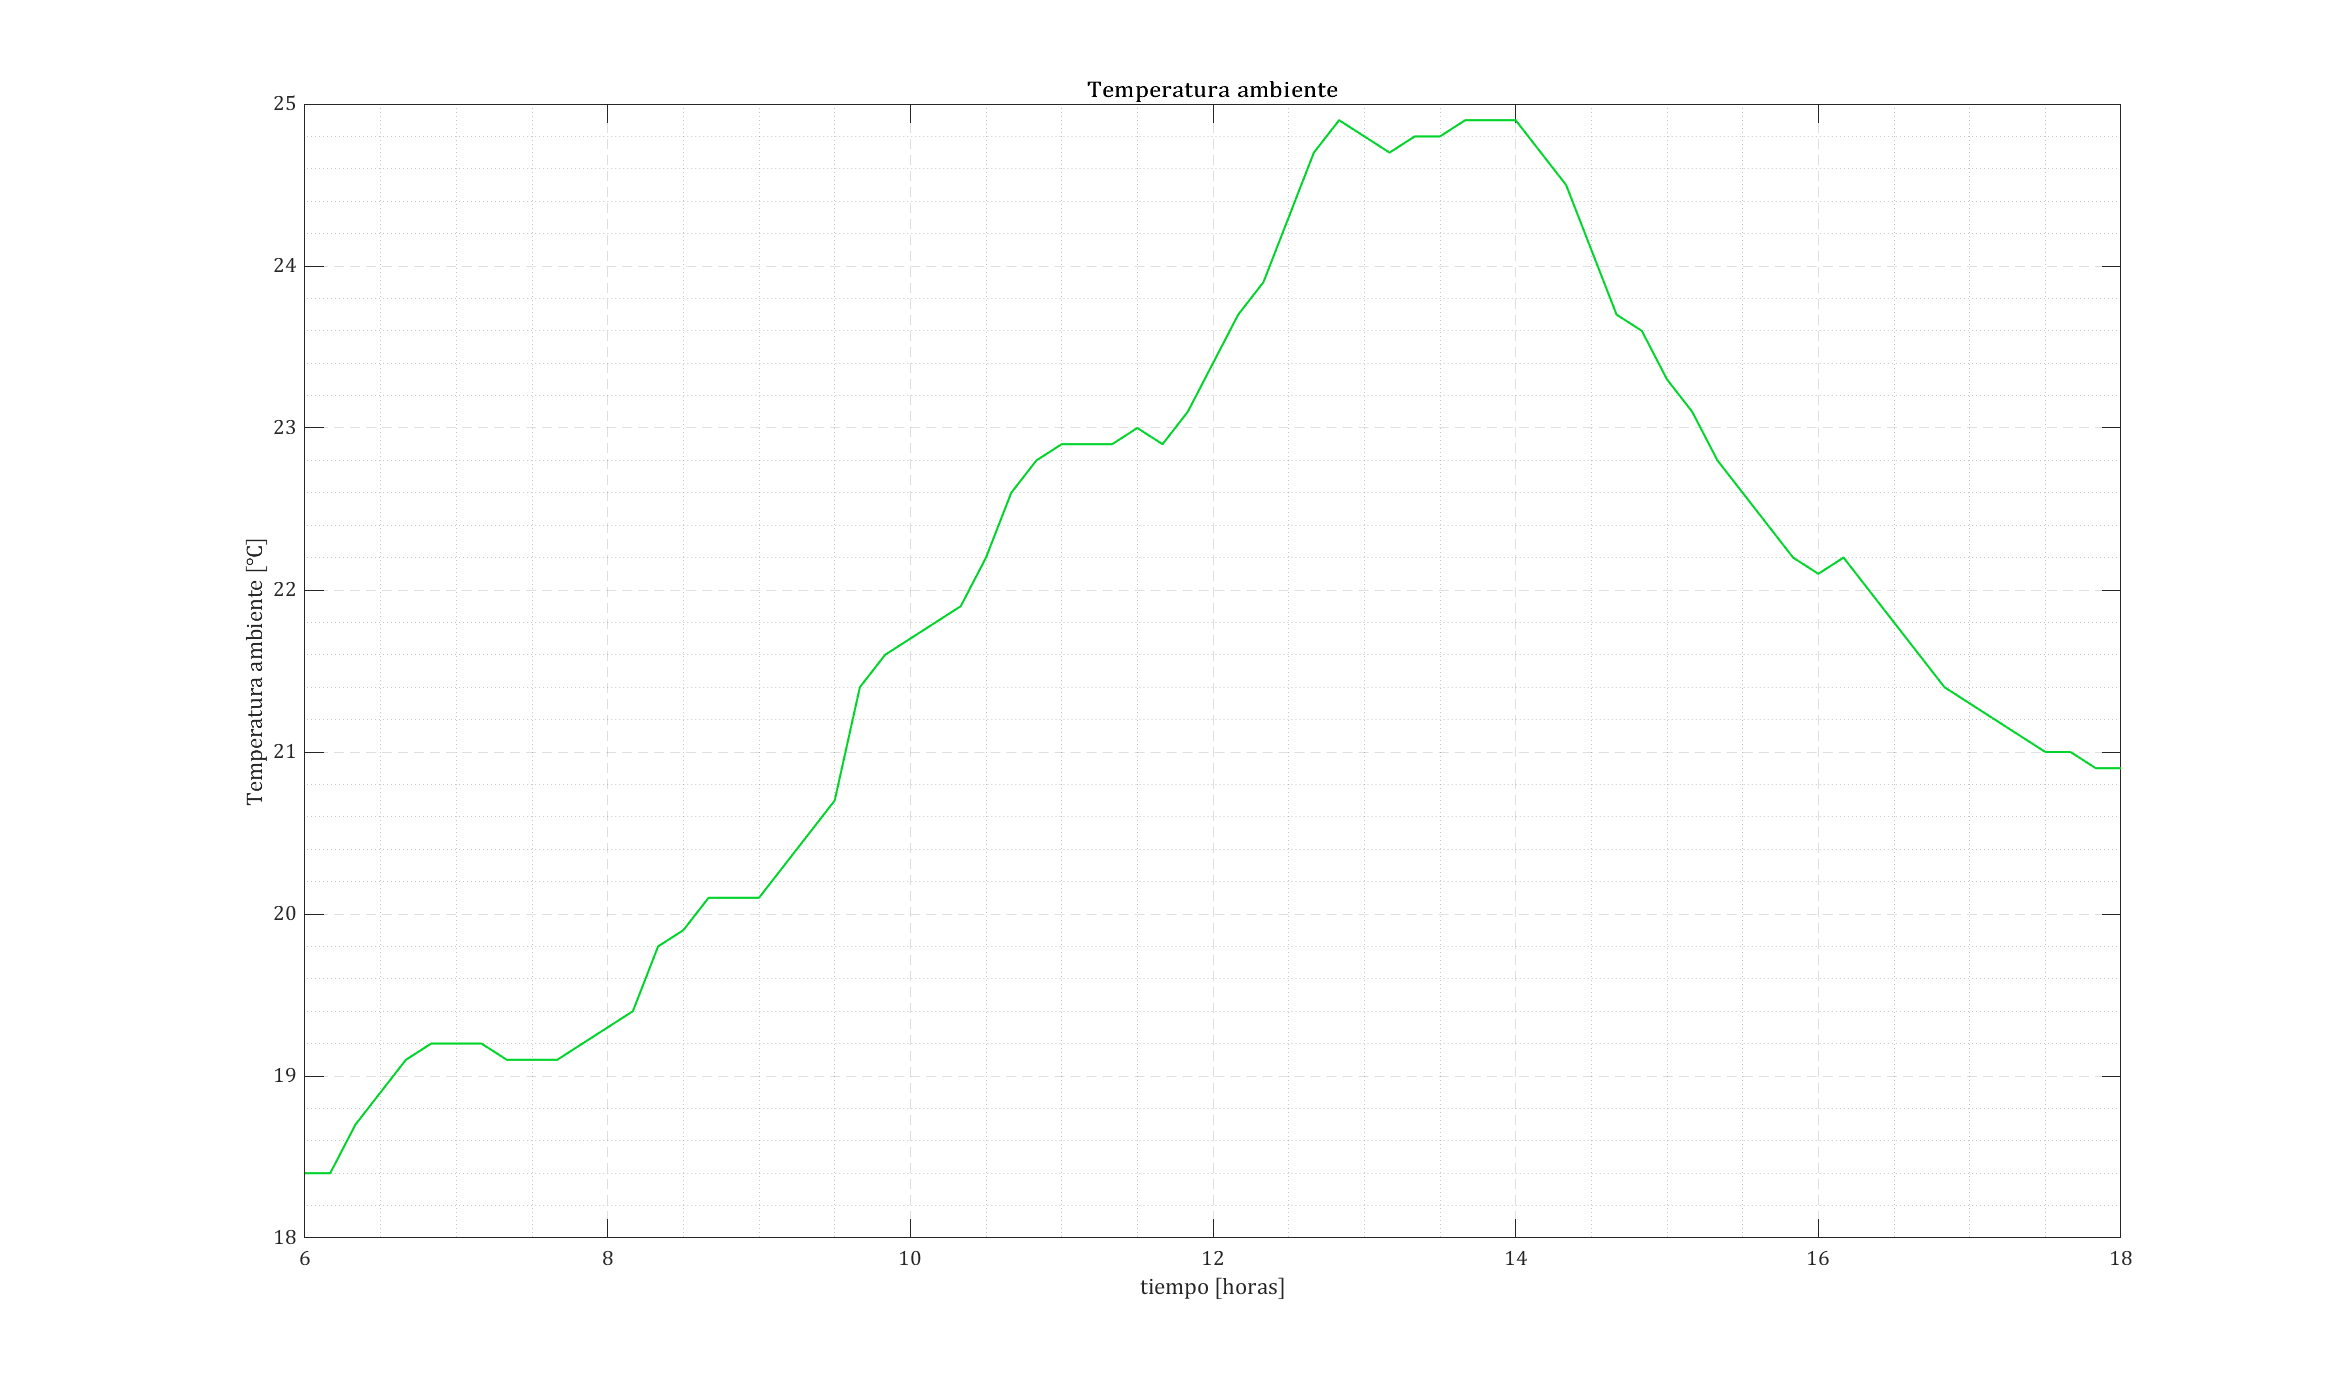 Temperatura ambiente
25
24
23
22
21
20
19
18
Temperatura ambiente [°C]
6 8 10 12 14 16 18
tiempo [horas]